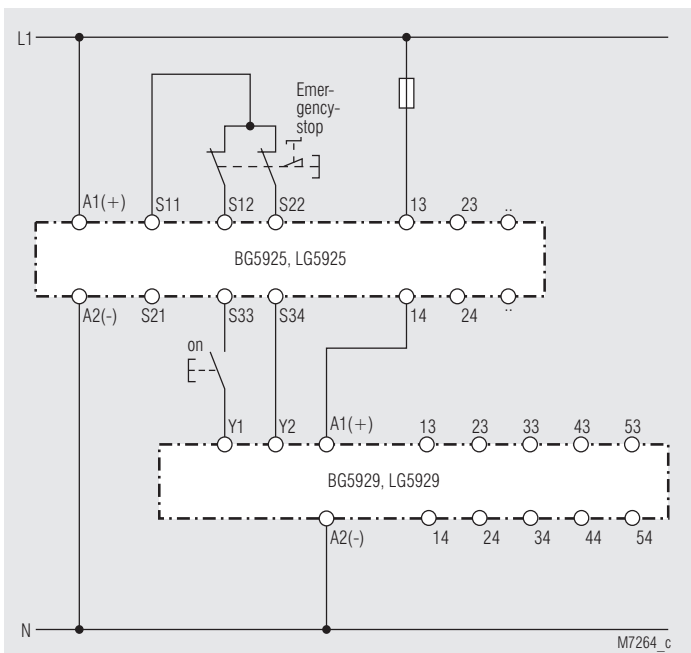 L1
Emer-
gency-
stop
A1(+) S11 S12 S22 13 23 ..
BG5925, LG5925
A2(-) S21 S33 S34 14 24 ..
on
Y1 Y2 A1(+) 13 23 33 43 53
BG5929, LG5929
A2(-) 14 24 34 44 54
N
M7264_c